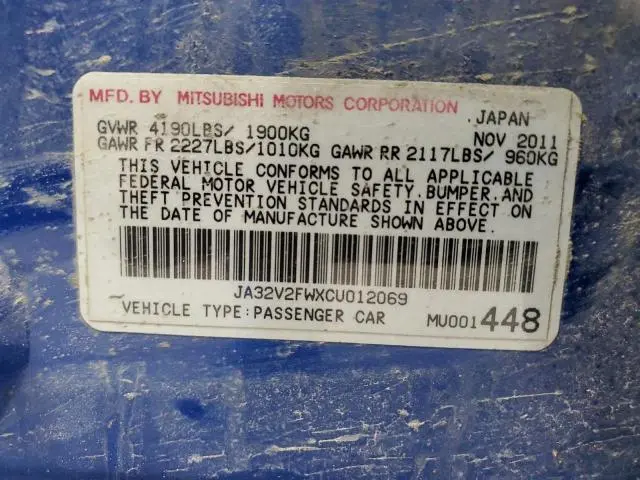 MFD. BY MITSUBISHI MOTORS CORPORATION
JAPAN
GVWR 4190LBS/ 1900KG NOV 2011
GAWR FR 2227LBS/1010KG GAWR RR 2117LBS/ 960KG
THIS VEHICLE CONFORMS TO ALL APPLICABLE
FEDERAL MOTOR VEHICLE SAFETY, BUMPER, AND
THEFT PREVENTION STANDARDS IN EFFECT ON
THE DATE OF MANUFACTURE SHOWN ABOVE.
JA32V2FWXCU012069
VEHICLE TYPE:PASSENGER CAR MU001448